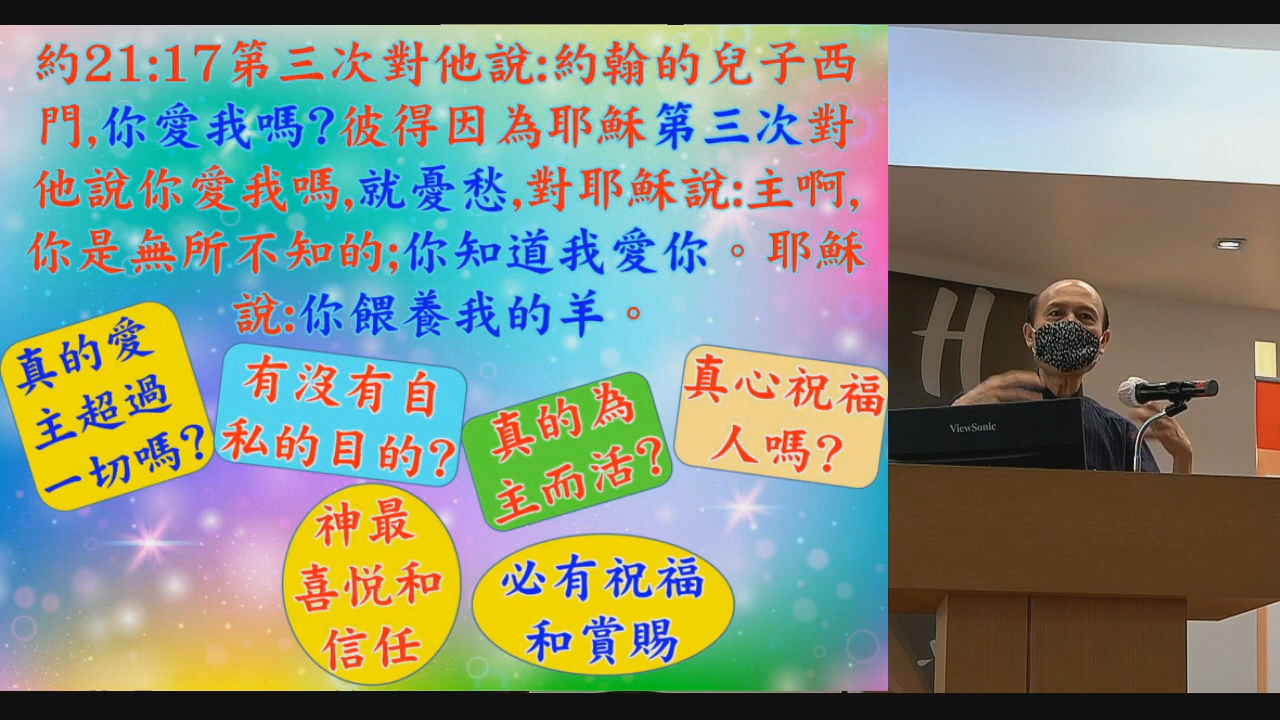 約21:17第三次對他說:約翰的兒子西
門,你愛我嗎?彼得因為耶穌第三次對
他說你愛我嗎,就憂愁,對耶穌說:主啊,
你是無所不知的;你知道我愛你。耶穌
說:你餵養我的羊。
真的愛
主超過
一切嗎?
有沒有自
私的目的?
真的為
主而活?
真心祝福
人嗎?
神最
喜悅和
信任
必有祝福
和賞賜
H
ViewSonic